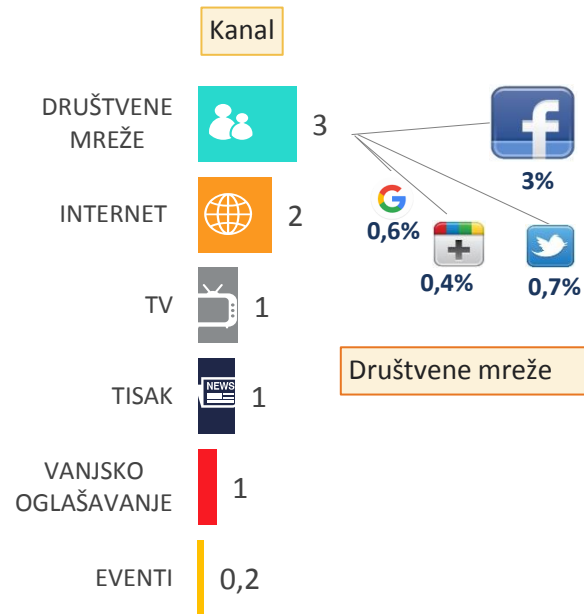 Kanal
DRUŠTVENE
MREŽE
3
3%
0,6%
0,4%
0,7%
INTERNET
2
TV
1
Društvene mreže
TISAK
NEWS
1
VANJSKO
OGLAŠAVANJE
1
EVENTI
0,2